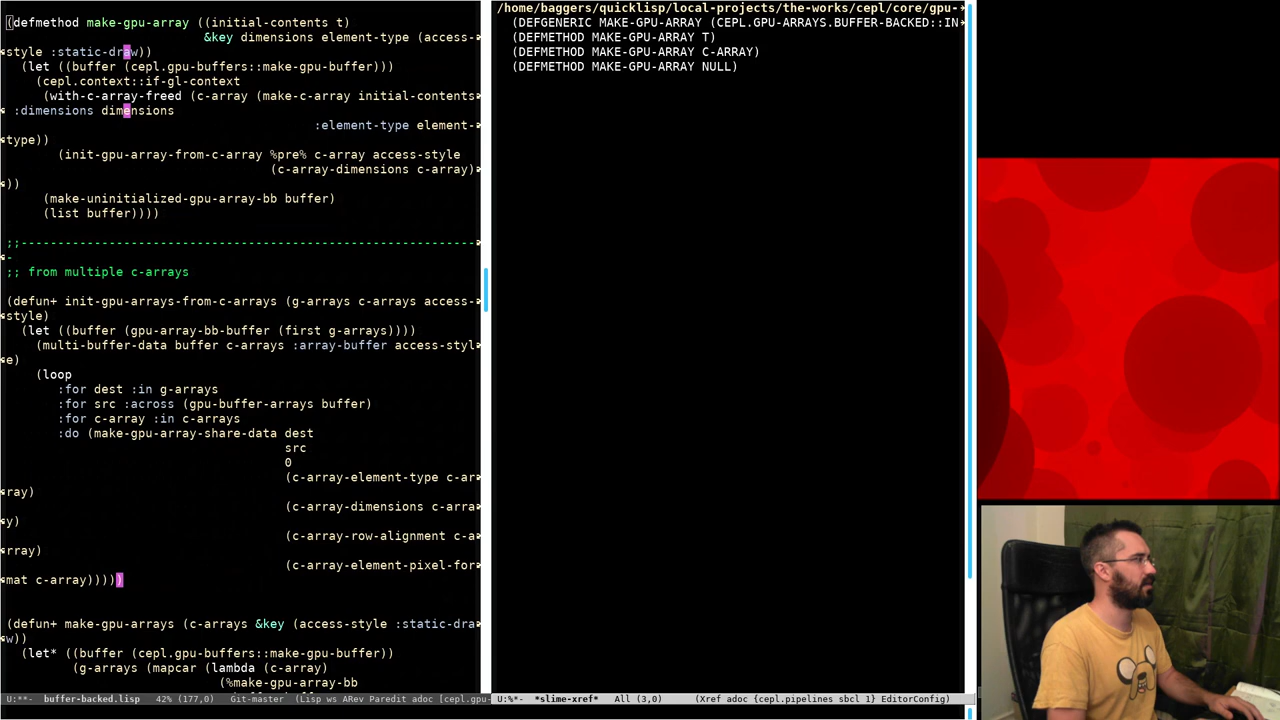 (defmethod make-gpu-array ((initial-contents t)
&key dimensions element-type (access-
style :static-draw))
(let ((buffer (cepl.gpu-buffers::make-gpu-buffer)))
(cepl.context::if-gl-context
(with-c-array-freed (c-array (make-c-array initial-contents
:dimensions dimensions
:element-type element-
type))
(init-gpu-array-from-c-array %pre% c-array access-style
(c-array-dimensions c-array)
))
(make-uninitialized-gpu-array-bb buffer)
(list buffer))))
;;---------------------------------------------------------------
-
;; from multiple c-arrays
(defun+ init-gpu-arrays-from-c-arrays (g-arrays c-arrays access-
style)
(let ((buffer (gpu-array-bb-buffer (first g-arrays))))
(multi-buffer-data buffer c-arrays :array-buffer access-styl
e)
(loop
:for dest :in g-arrays
:for src :across (gpu-buffer-arrays buffer)
:for c-array :in c-arrays
:do (make-gpu-array-share-data dest
src
0
(c-array-element-type c-ar
ray)
(c-array-dimensions c-arra
y)
(c-array-row-alignment c-a
rray)
(c-array-element-pixel-for
mat c-array)))))
(defun+ make-gpu-arrays (c-arrays &key (access-style :static-dra
w))
(let* ((buffer (cepl.gpu-buffers::make-gpu-buffer))
(g-arrays (mapcar (lambda (c-array)
(%make-gpu-array-bb
U:**-  buffer-backed.lisp   42% (177,0)   Git-master  (Lisp ws ARev Paredit adoc [cepl.gpu-
/home/baggers/quicklisp/local-projects/the-works/cepl/core/gpu-
(DEFGENERIC MAKE-GPU-ARRAY (CEPL.GPU-ARRAYS.BUFFER-BACKED::IN
(DEFMETHOD MAKE-GPU-ARRAY T)
(DEFMETHOD MAKE-GPU-ARRAY C-ARRAY)
(DEFMETHOD MAKE-GPU-ARRAY NULL)
U:%*-  *slime-xref*   All (3,0)     (Xref adoc {cepl.pipelines sbcl 1} EditorConfig)